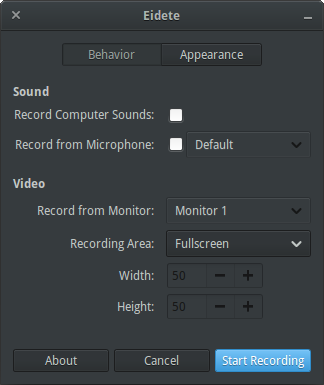 Eidete
Behavior Appearance
Sound
Record Computer Sounds:
Record from Microphone: Default
Video
Record from Monitor: Monitor 1
Recording Area: Fullscreen
Width: 50
Height: 50
About Cancel Start Recording